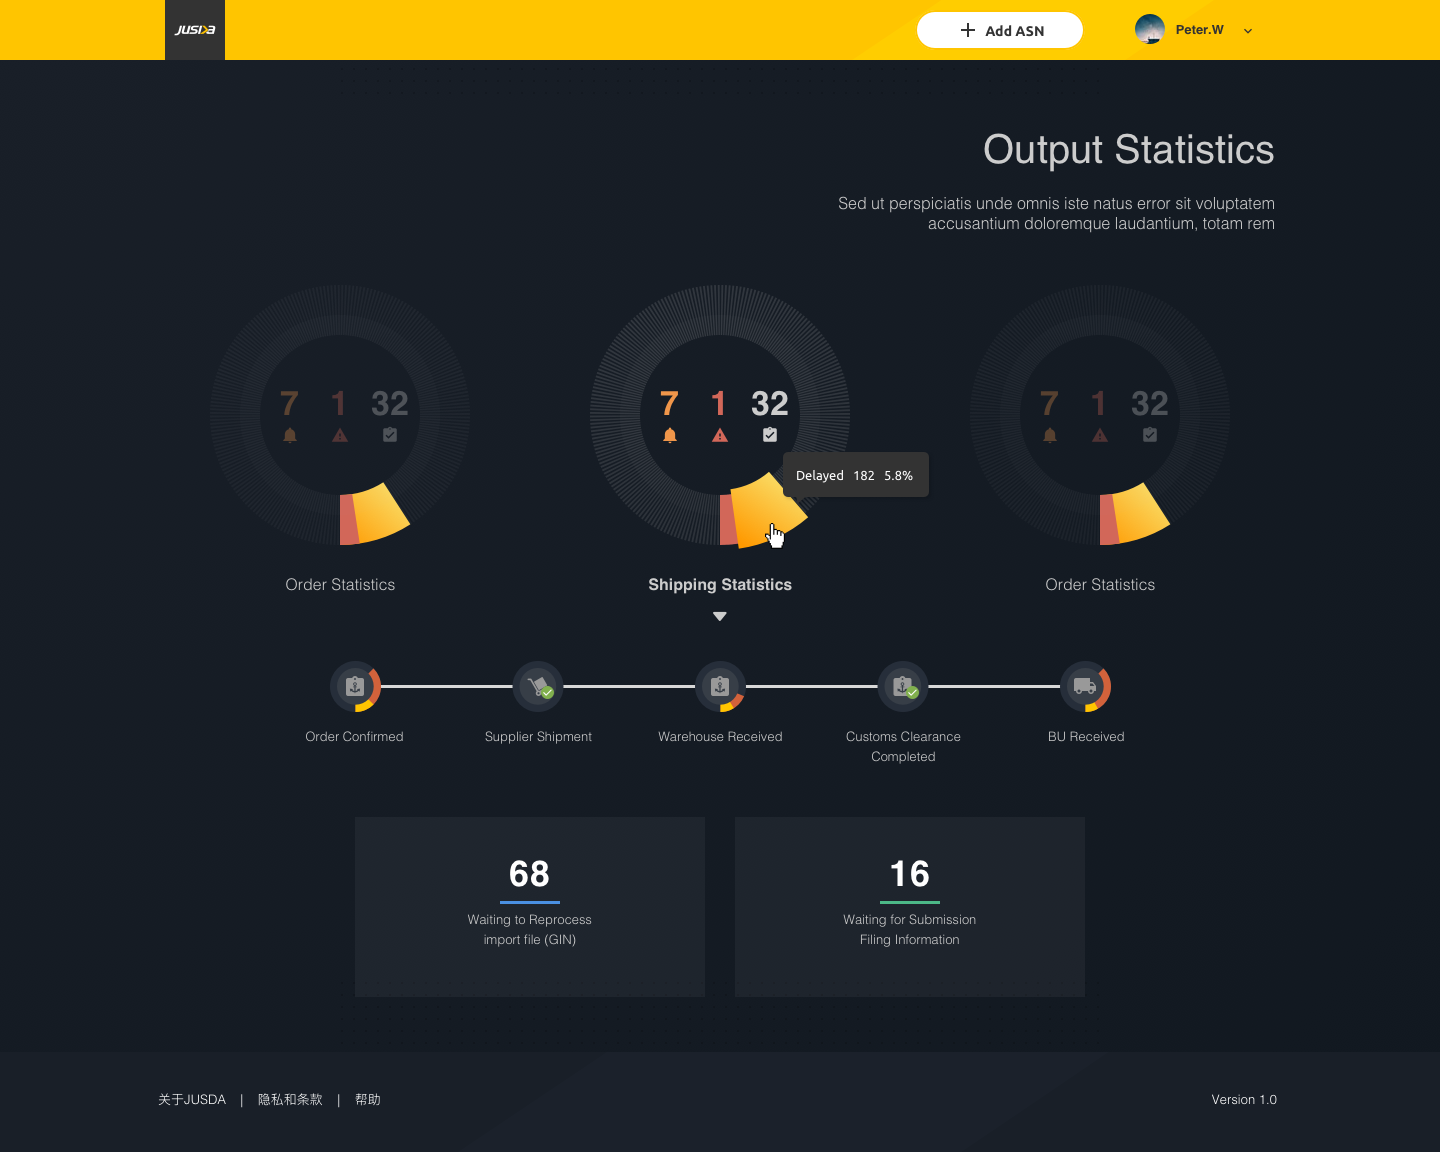 JUSDA
Add ASN
Peter.W
Output Statistics
Sed ut perspiciatis unde omnis iste natus error sit voluptatem
accusantium doloremque laudantium, totam rem
7 1 32
7 1 32
7 1 32
Delayed 182 5.8%
Order Statistics
Shipping Statistics
Order Statistics
Order Confirmed
Supplier Shipment
Warehouse Received
Customs Clearance
Completed
BU Received
68
Waiting to Reprocess
import file (GIN)
16
Waiting for Submission
Filing Information
关于JUSDA | 隐私和条款 | 帮助
Version 1.0